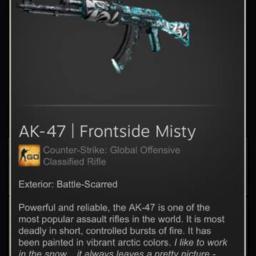 AK-47 | Frontside Misty
GO
Counter-Strike: Global Offensive
Classified Rifle
Exterior: Battle-Scarred
Powerful and reliable, the AK-47 is one of the
most popular assault rifles in the world. It is most
deadly in short, controlled bursts of fire. It has
been painted in vibrant arctic colors. I like to work
in the snow... it always leaves a pretty picture -